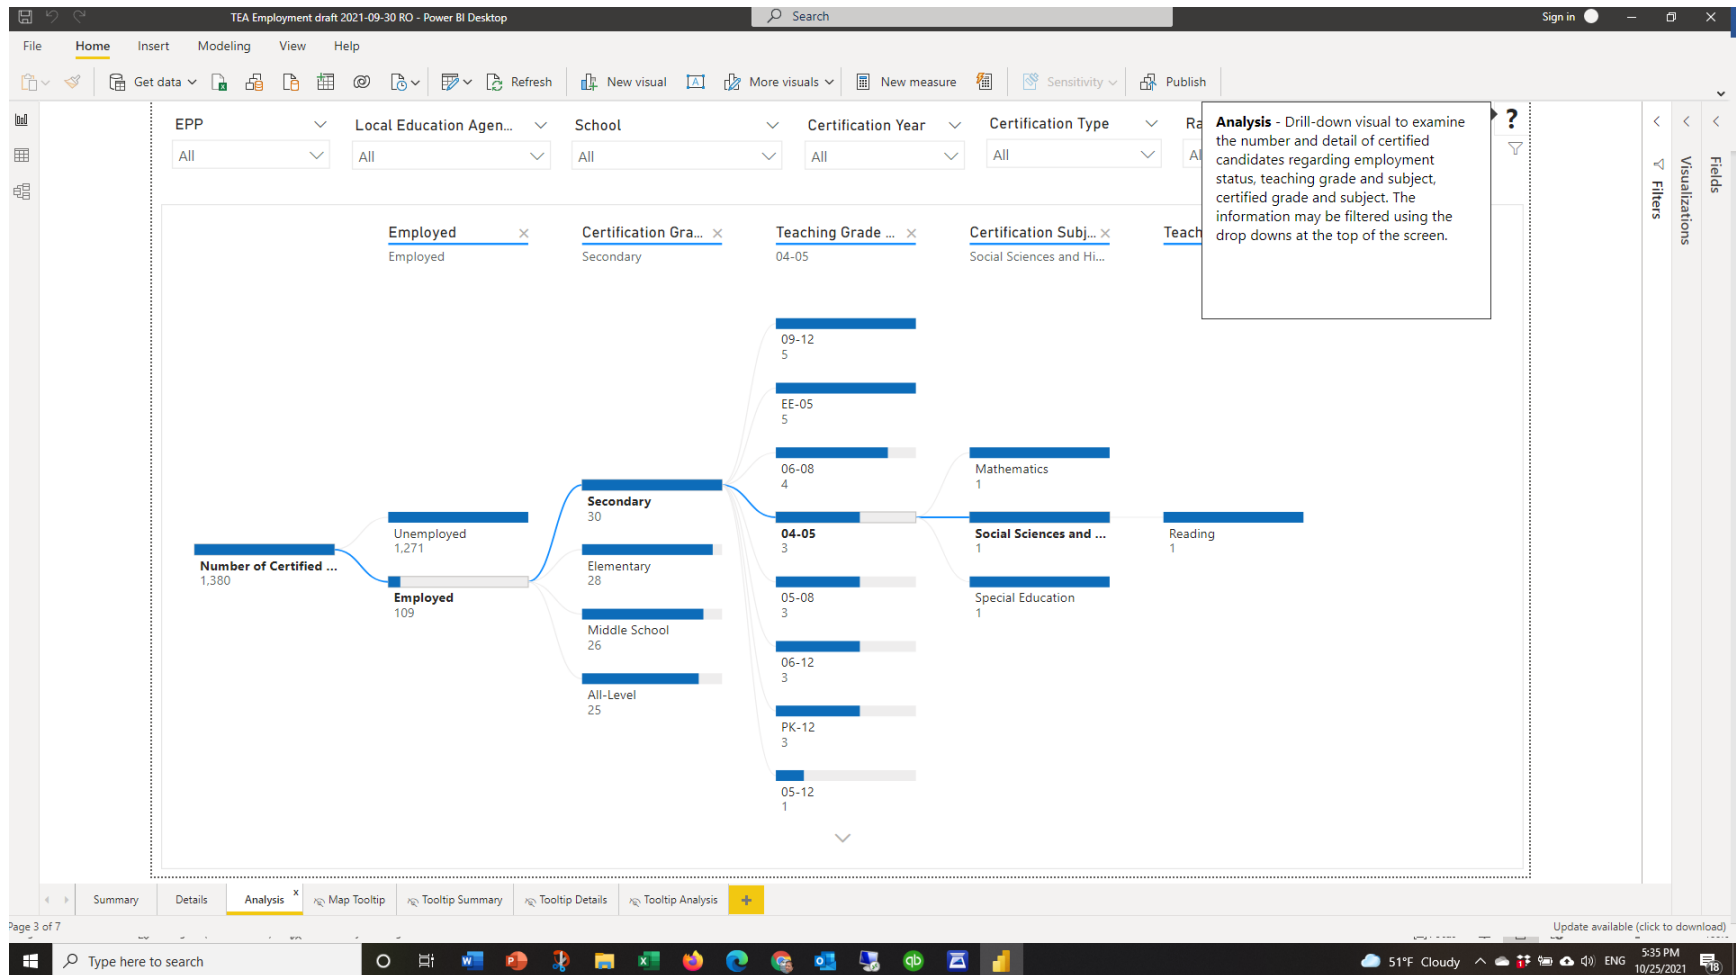 TEA Employment draft 2021-09-30 RO - Power BI Desktop
Search
Sign in
File Home Insert Modeling View Help
Get data
Refresh
New visual
More visuals
New measure
Sensitivity
Publish
EPP
All
Local Education Agen...
All
School
All
Certification Year
All
Certification Type
All
Ra
Al
Analysis - Drill-down visual to examine
the number and detail of certified
candidates regarding employment
status, teaching grade and subject,
certified grade and subject. The
information may be filtered using the
drop downs at the top of the screen.
?
Filters
Visualizations
Fields
Employed
Employed
Certification Gra...
Secondary
Teaching Grade ...
04-05
Certification Subj...
Social Sciences and Hi...
Teach
Number of Certified ...
1,380
Unemployed
1,271
Employed
109
Secondary
30
Elementary
28
Middle School
26
All-Level
25
09-12
5
EE-05
5
06-08
4
04-05
3
05-08
3
06-12
3
PK-12
3
05-12
1
Mathematics
1
Social Sciences and ...
1
Special Education
1
Reading
1
Summary Details Analysis x Map Tooltip Tooltip Summary Tooltip Details Tooltip Analysis +
Page 3 of 7
Update available (click to download)
Type here to search
51°F Cloudy
ENG
5:35 PM
10/25/2021
18